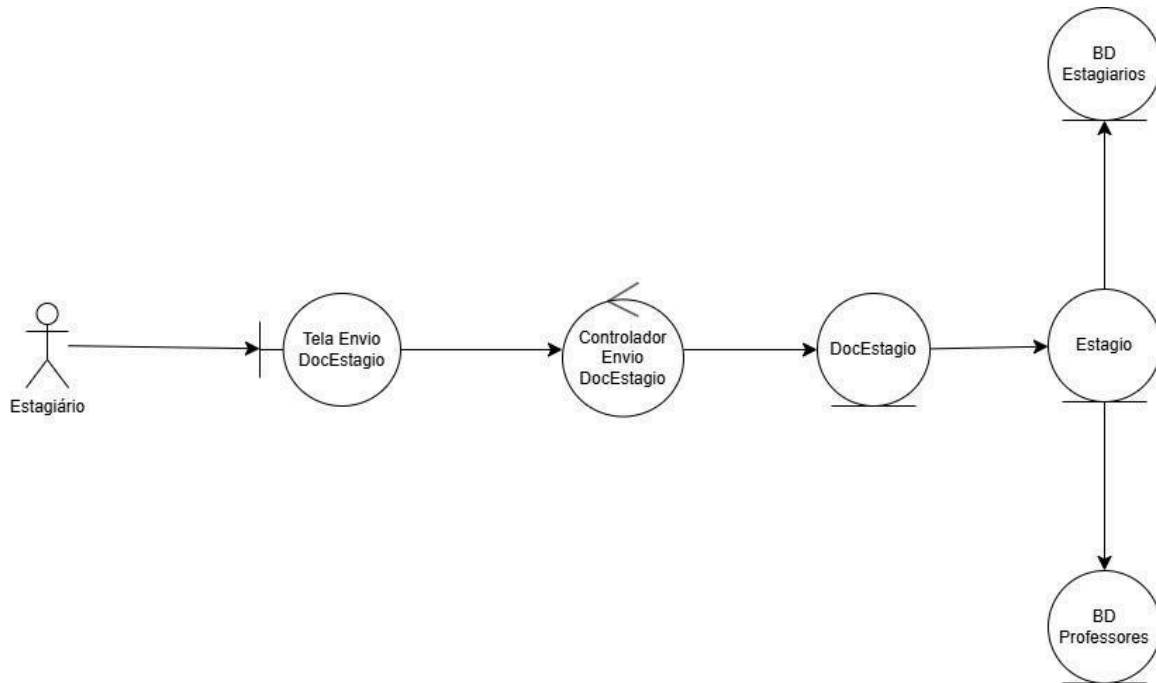 BD
Estagiarios
Estagiário
Tela Envio
DocEstagio
Controlador
Envio
DocEstagio
DocEstagio
Estagio
BD
Professores